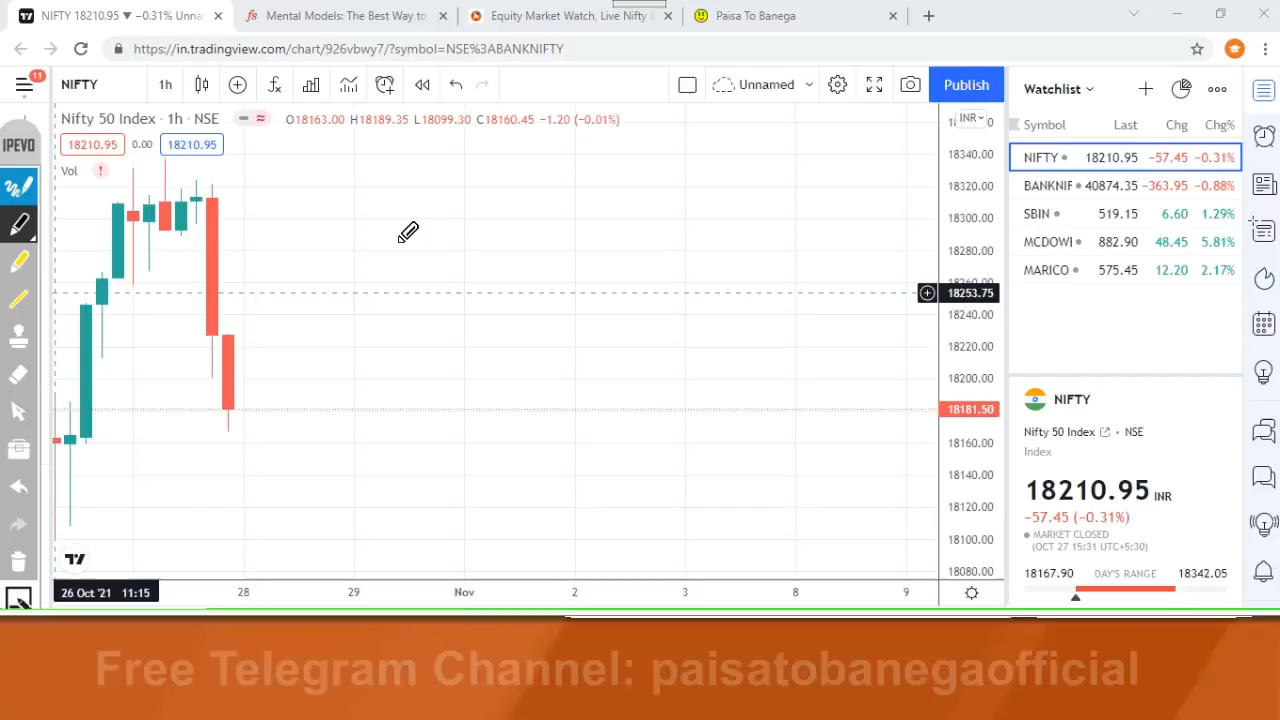 NIFTY 18210.95 ▼ −0.31% Unnar
Mental Models: The Best Way to
Equity Market Watch, Live Nifty &
Paisa To Banega
https://in.tradingview.com/chart/926vbwy7/?symbol=NSE%3ABANKNIFTY
11
NIFTY
1h
Unnamed
Publish
Watchlist
Nifty 50 Index · 1h · NSE
O18163.00 H18189.35 L18099.30 C18160.45 −1.20 (−0.01%)
INR
Symbol Last Chg Chg%
IPEVO
18210.95 0.00 18210.95
Vol !
NIFTY 18210.95 −57.45 −0.31%
BANKNIF 40874.35 −363.95 −0.88%
SBIN 519.15 6.60 1.29%
MCDOWI 882.90 48.45 5.81%
MARICO 575.45 12.20 2.17%
18340.00
18320.00
18300.00
18280.00
18253.75
18240.00
18220.00
18200.00
18181.50
18160.00
18140.00
18120.00
18100.00
18080.00
NIFTY
Nifty 50 Index · NSE
Index
18210.95 INR
−57.45 (−0.31%)
MARKET CLOSED
(OCT 27 15:31 UTC+5:30)
18167.90 DAY'S RANGE 18342.05
26 Oct '21 11:15 28 29 Nov 2 3 8 9
Free Telegram Channel: paisatobanegaofficial